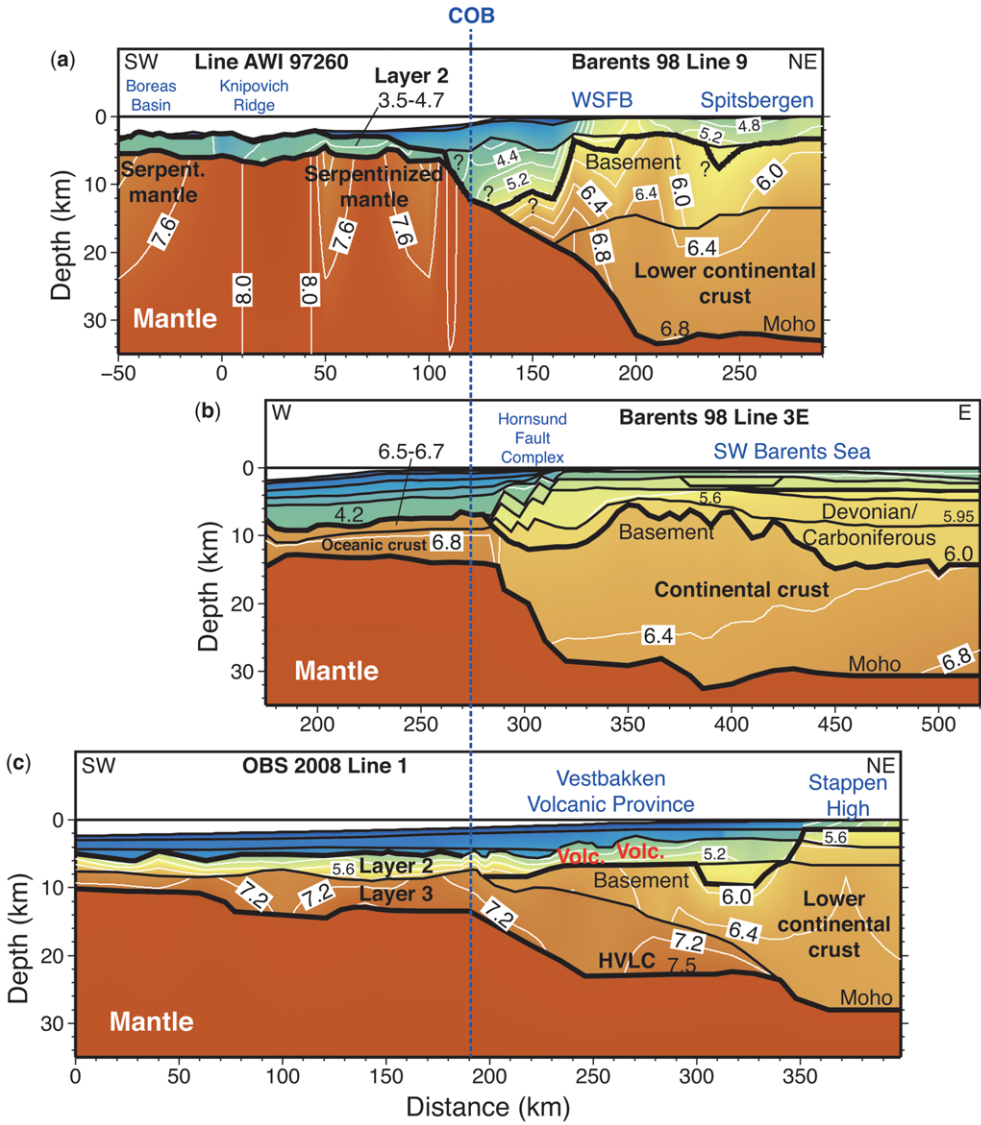 COB
(a)
SW
Line AWI 97260
Barents 98 Line 9
NE
Boreas
Basin
Knipovich
Ridge
Layer 2
3.5-4.7
WSFB
Spitsbergen
0
10
20
30
Depth (km)
Serpent.
mantle
Serpentinized
mantle
7.6
8.0
8.0
7.6
7.6
Mantle
?
?
?
?
4.4
5.2
Basement
5.2
4.8
6.4
6.4
6.0
6.0
6.8
6.4
Lower continental
crust
6.8
Moho
−50
0
50
100
150
200
250
(b)
W
Barents 98 Line 3E
E
Hornsund
Fault
Complex
SW Barents Sea
6.5-6.7
0
10
20
30
Depth (km)
4.2
Oceanic crust
6.8
5.6
Devonian/
Carboniferous
5.95
Basement
6.0
Continental crust
6.4
Mantle
Moho
6.8
200
250
300
350
400
450
500
(c)
SW
OBS 2008 Line 1
NE
Vestbakken
Volcanic Province
Stappen
High
0
10
20
30
Depth (km)
5.6
Layer 2
Layer 3
Volc.
Volc.
5.2
5.6
Basement
6.0
7.2
7.2
7.2
6.4
7.2
HVLC
7.5
Lower
continental
crust
Mantle
Moho
0
50
100
150
200
250
300
350
Distance (km)